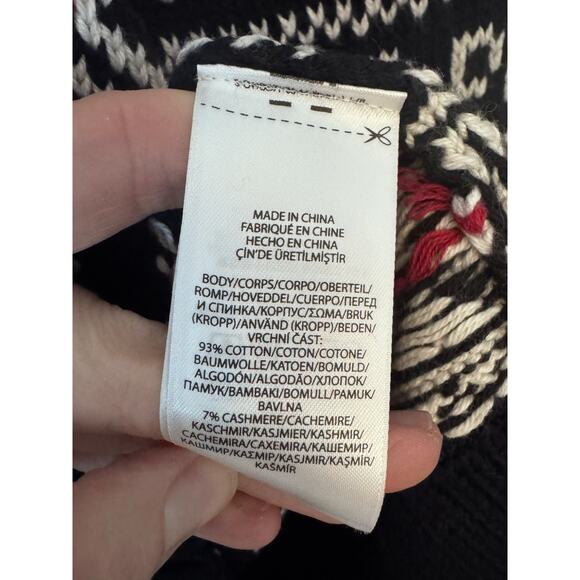 MADE IN CHINA
FABRIQUÉ EN CHINE
HECHO EN CHINA
ÇİN'DE ÜRETİLMİŞTİR
BODY/CORPS/CORPO/OBERTEIL/
ROMP/HOVEDDEL/CUERPO/ПЕРЕД
И СПИНКА/КОРПУС/ΣΩΜΑ/BRUK
(KROPP)/ANVÄND (KROPP)/BEDEN/
VRCHNÍ ČÁST:
93% COTTON/COTON/COTONE/
BAUMWOLLE/KATOEN/BOMULD/
ALGODÓN/ALGODÃO/ХЛОПОК/
ПАМУК/BAMBAKI/BOMULL/PAMUK/
BAVLNA
7% CASHMERE/CACHEMIRE/
KASCHMIR/KASJMIER/KASHMIR/
CACHEMIRA/CAXEMIRA/КАШЕМИР/
КАШМИР/ΚΑΣΜΙΡ/KASJMIR/KAŞMİR/
KAŠMÍR